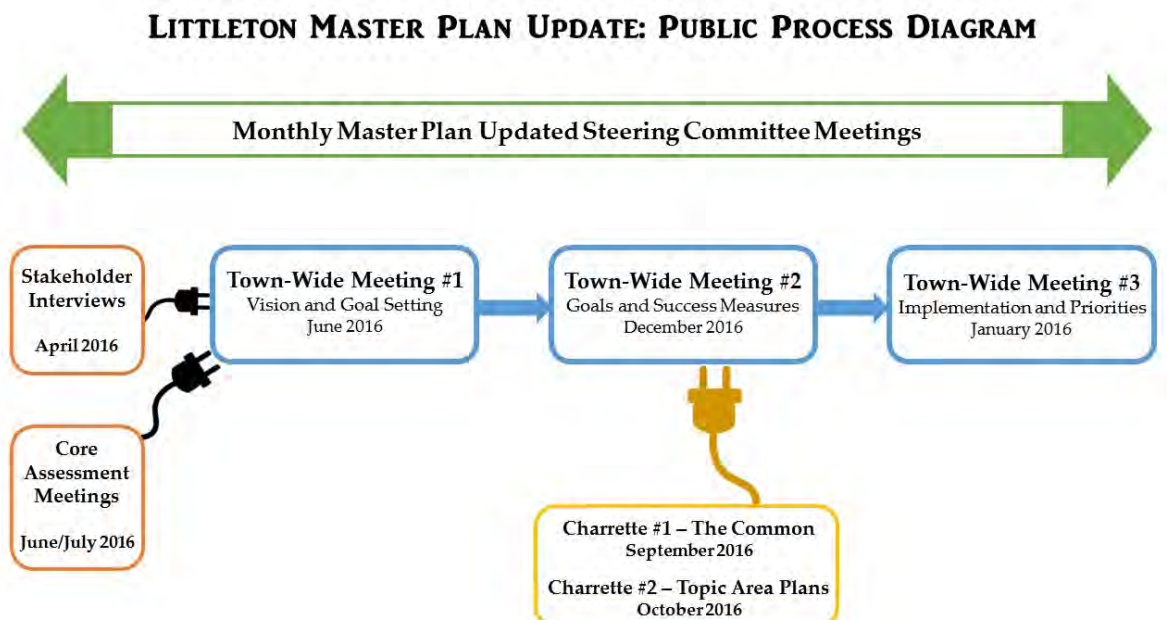 LITTLETON MASTER PLAN UPDATE: PUBLIC PROCESS DIAGRAM
Monthly Master Plan Updated Steering Committee Meetings
Stakeholder
Interviews
April 2016
Town-Wide Meeting #1
Vision and Goal Setting
June 2016
Town-Wide Meeting #2
Goals and Success Measures
December 2016
Town-Wide Meeting #3
Implementation and Priorities
January 2016
Core
Assessment
Meetings
June/July 2016
Charrette #1 – The Common
September 2016
Charrette #2 – Topic Area Plans
October 2016